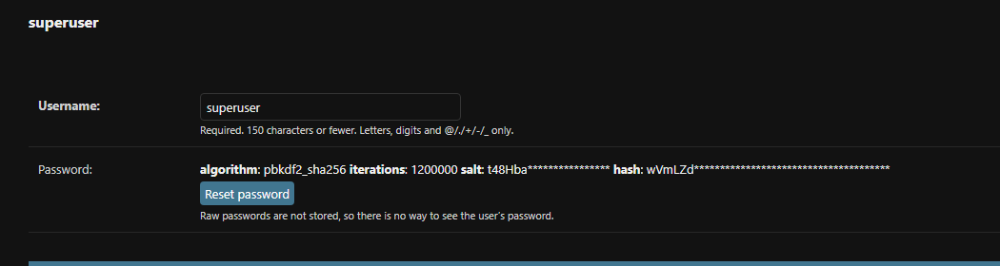 superuser
Username:
superuser
Required. 150 characters or fewer. Letters, digits and @/./+/-/_ only.
Password:
algorithm: pbkdf2_sha256 iterations: 1200000 salt: t48Hba**************** hash: wVmLZd**************************************
Reset password
Raw passwords are not stored, so there is no way to see the user’s password.